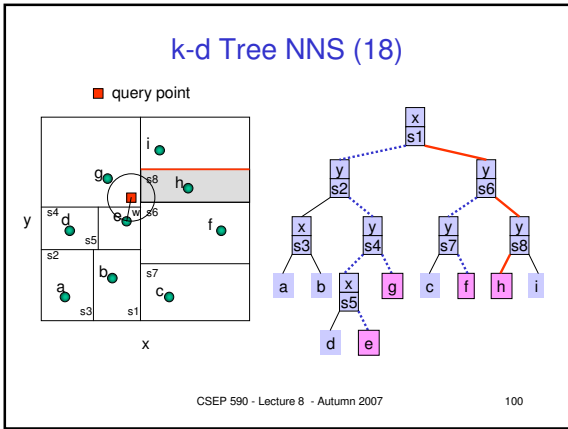 k-d Tree NNS (18)
query point
x
s1
y
s2
y
s6
x
s3
y
s4
y
s7
y
s8
a
b
x
s5
g
c
f
h
i
d
e
i
g
s8
h
s4
d
e
w
s6
f
s5
y
s2
b
s7
a
c
s3
s1
x
CSEP 590 - Lecture 8 - Autumn 2007
100